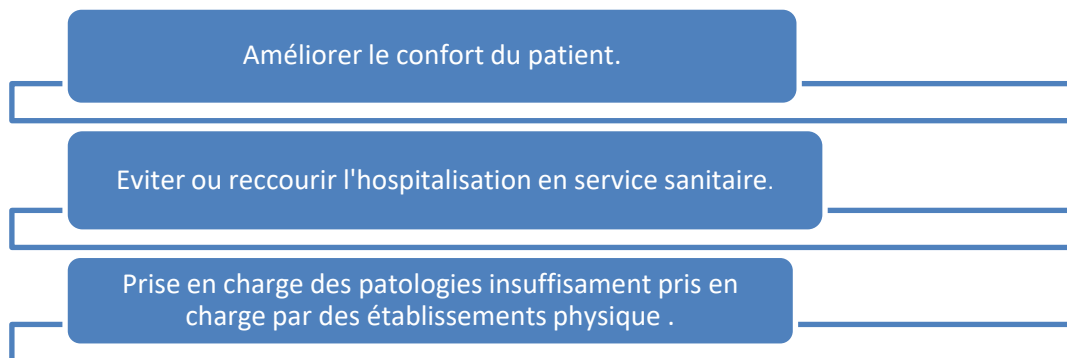 Améliorer le confort du patient.
Eviter ou reccourir l'hospitalisation en service sanitaire.
Prise en charge des patologies insuffisament pris en
charge par des établissements physique .